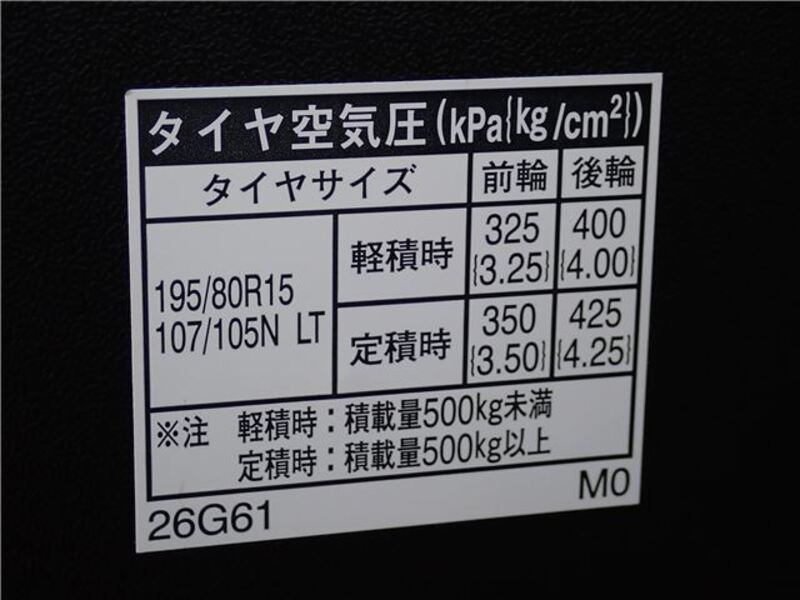 タイヤ空気圧(kPa{kg/cm²})
タイヤサイズ 前輪 後輪
195/80R15
107/105N LT
軽積時 325 400
{3.25} {4.00}
定積時 350 425
{3.50} {4.25}
※注 軽積時:積載量500kg未満
定積時:積載量500kg以上
26G61 M0